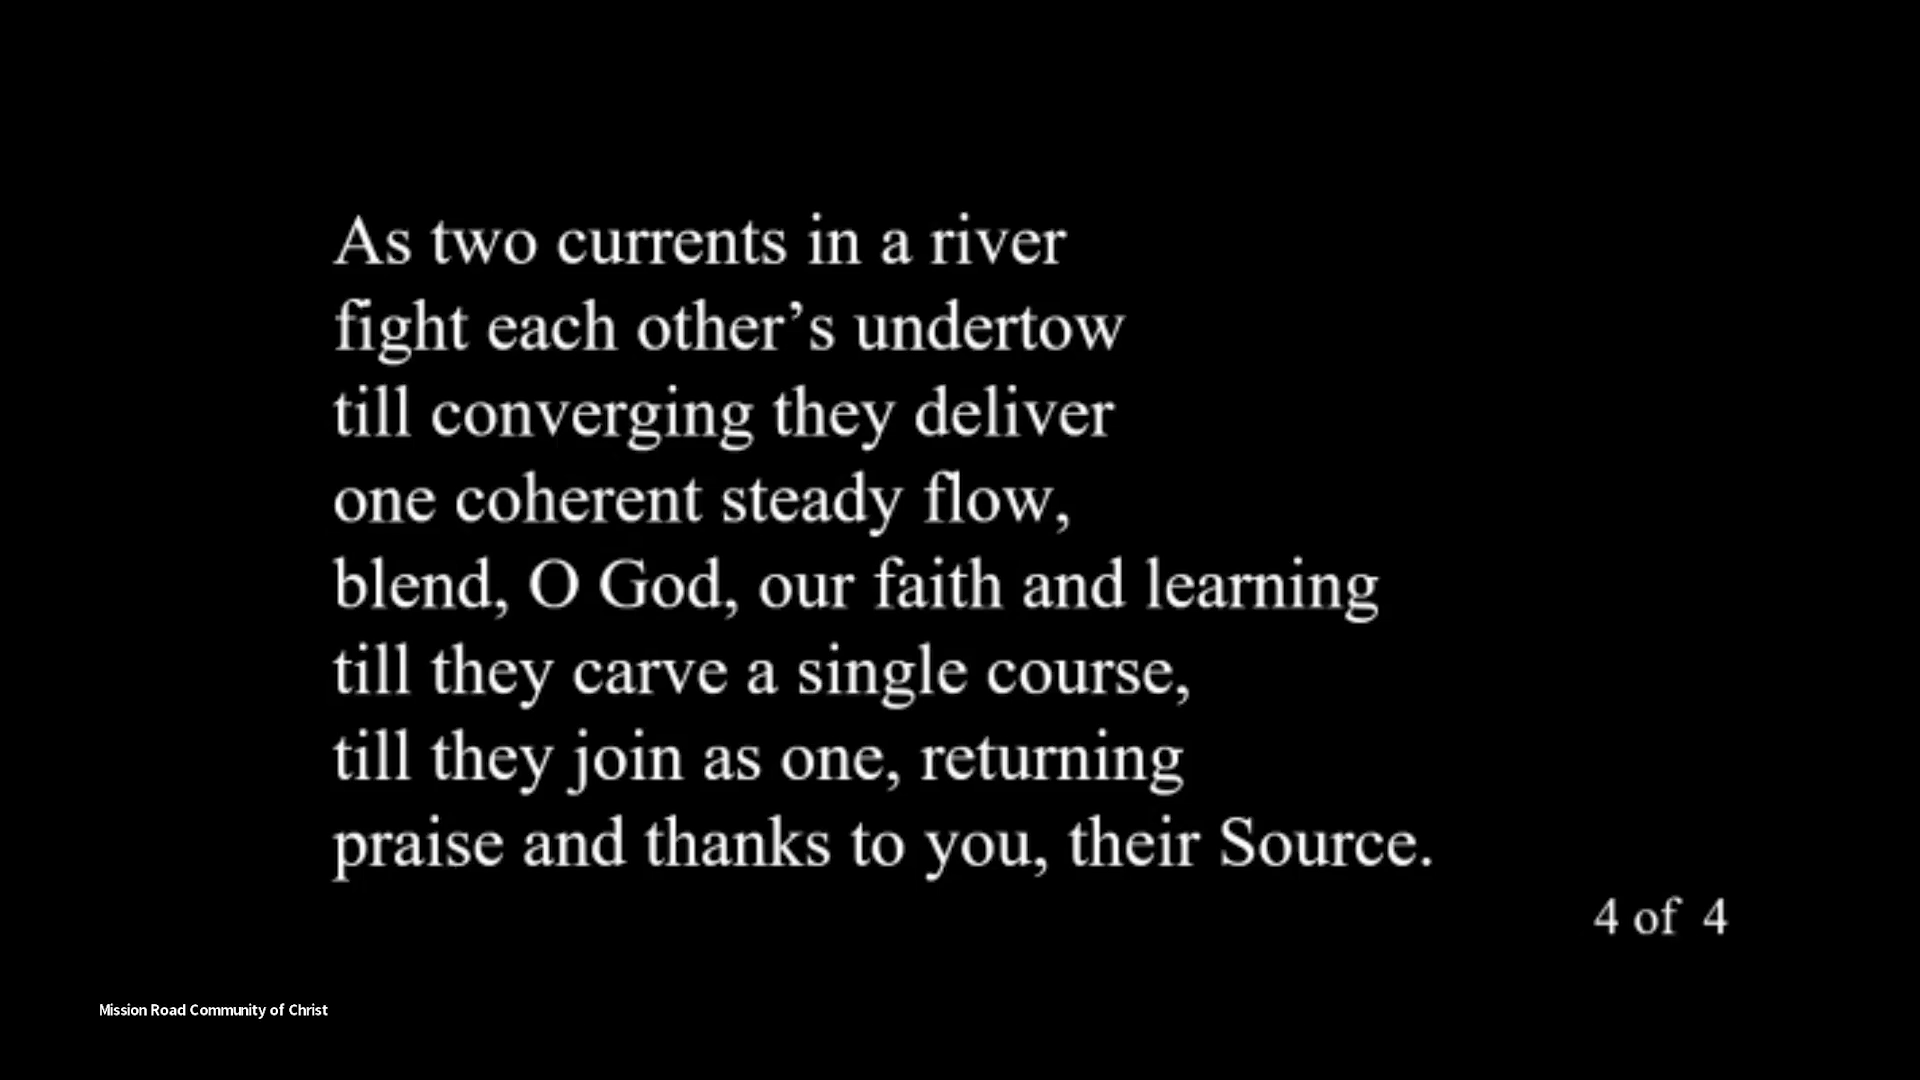 As two currents in a river
fight each other’s undertow
till converging they deliver
one coherent steady flow,
blend, O God, our faith and learning
till they carve a single course,
till they join as one, returning
praise and thanks to you, their Source.
4 of 4
Mission Road Community of Christ